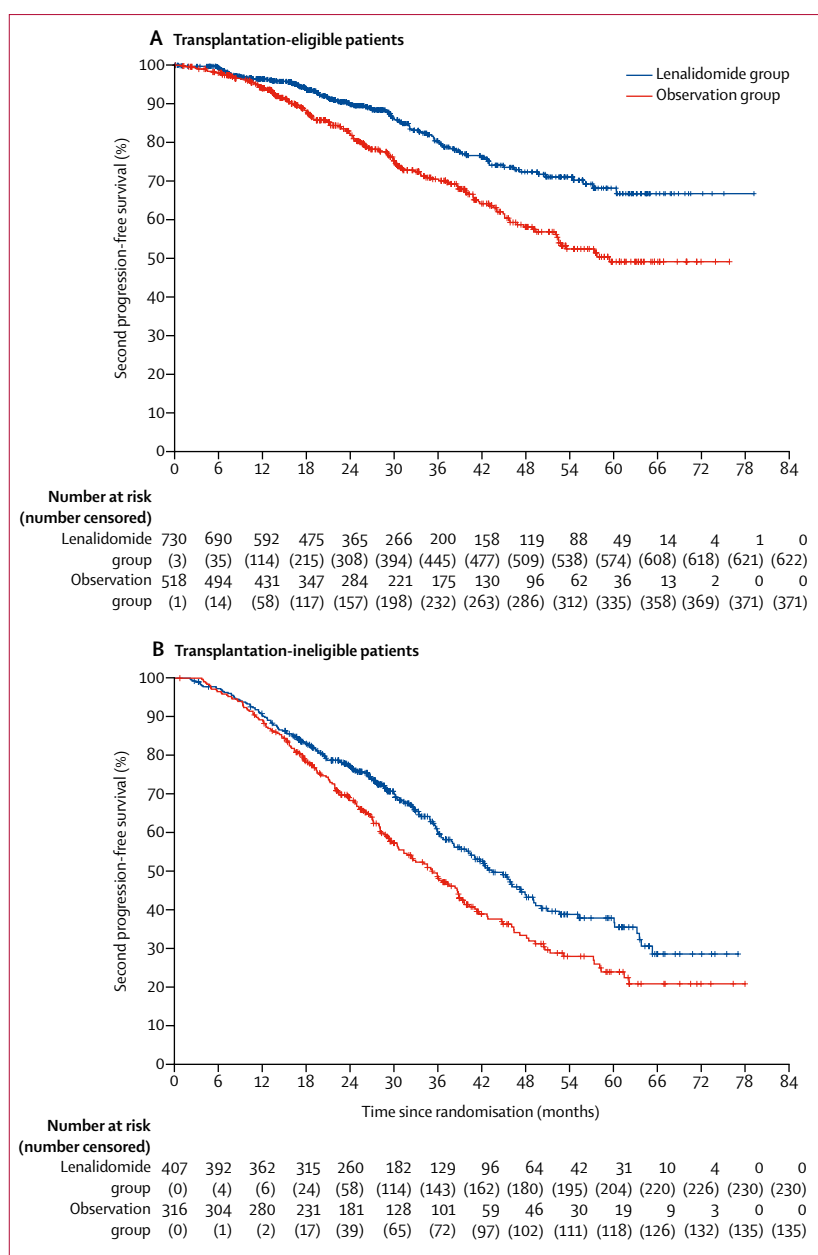 A Transplantation-eligible patients
Lenalidomide group
Observation group
Second progression-free survival (%)
100
90
80
70
60
50
40
30
20
10
0
0 6 12 18 24 30 36 42 48 54 60 66 72 78 84
Number at risk
(number censored)
Lenalidomide 730 690 592 475 365 266 200 158 119 88 49 14 4 1 0
group (3) (35) (114) (215) (308) (394) (445) (477) (509) (538) (574) (608) (618) (621) (622)
Observation 518 494 431 347 284 221 175 130 96 62 36 13 2 0 0
group (1) (14) (58) (117) (157) (198) (232) (263) (286) (312) (335) (358) (369) (371) (371)
B Transplantation-ineligible patients
Second progression-free survival (%)
100
90
80
70
60
50
40
30
20
10
0
0 6 12 18 24 30 36 42 48 54 60 66 72 78 84
Time since randomisation (months)
Number at risk
(number censored)
Lenalidomide 407 392 362 315 260 182 129 96 64 42 31 10 4 0 0
group (0) (4) (6) (24) (58) (114) (143) (162) (180) (195) (204) (220) (226) (230) (230)
Observation 316 304 280 231 181 128 101 59 46 30 19 9 3 0 0
group (0) (1) (2) (17) (39) (65) (72) (97) (102) (111) (118) (126) (132) (135) (135)